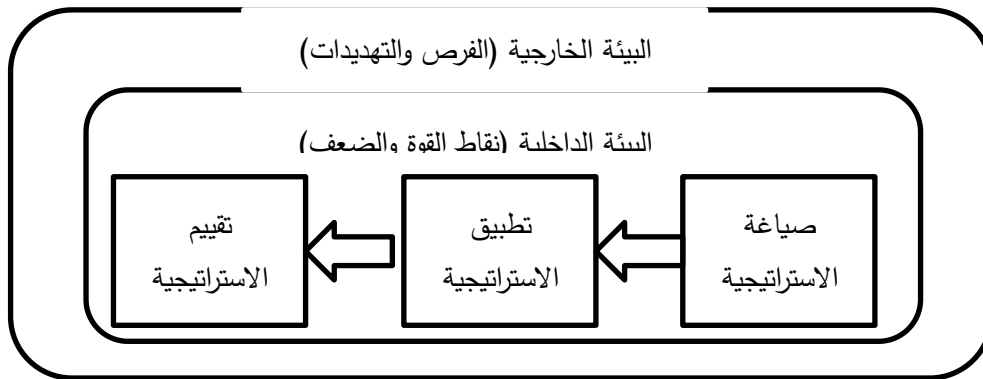 البيئة الخارجية (الفرص والتهديدات)
البيئة الداخلية (نقاط القوة والضعف)
صياغة
الاستراتيجية
تطبيق
الاستراتيجية
تقييم
الاستراتيجية